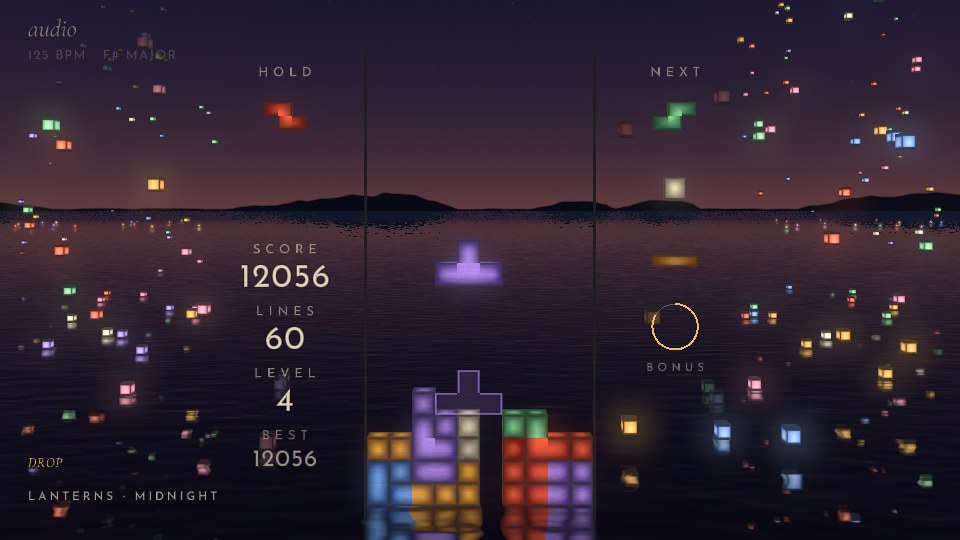 audio
125 BPM F# MAJOR
HOLD
NEXT
SCORE
12056
LINES
60
LEVEL
4
BEST
12056
BONUS
DROP
LANTERNS · MIDNIGHT